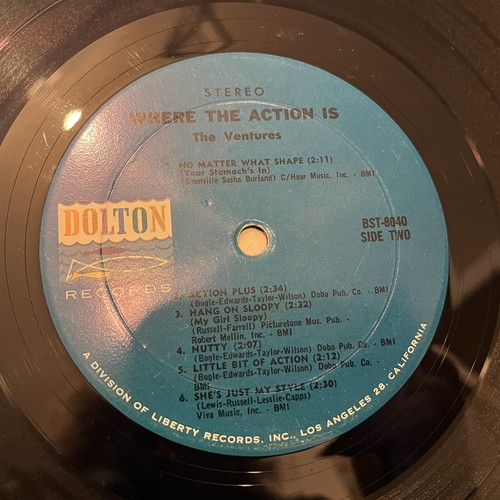 STEREO
WHERE THE ACTION IS
The Ventures
1. NO MATTER WHAT SHAPE (2:11)
(Your Stomach's In)
(Granville Sasha Burland) C/Hear Music, Inc. - BMI
DOLTON
RECORDS
BST-8040
SIDE TWO
2. ACTION PLUS (2:34)
(Bogle-Edwards-Taylor-Wilson) Dobo Pub. Co. - BMI
3. HANG ON SLOOPY (2:32)
(My Girl Sloopy)
(Russell-Farrell) Picturetone Mus. Pub. -
Robert Mellin, Inc. - BMI
4. NUTTY (2:07)
(Bogle-Edwards-Taylor-Wilson) Dobo Pub. Co. - BMI
5. LITTLE BIT OF ACTION (2:12)
(Bogle-Edwards-Taylor-Wilson) Dobo Pub. Co. -
BMI
6. SHE'S JUST MY STYLE (2:30)
(Lewis-Russell-Lesslie-Capps)
Viva Music, Inc. - BMI
A DIVISION OF LIBERTY RECORDS, INC., LOS ANGELES 28, CALIFORNIA